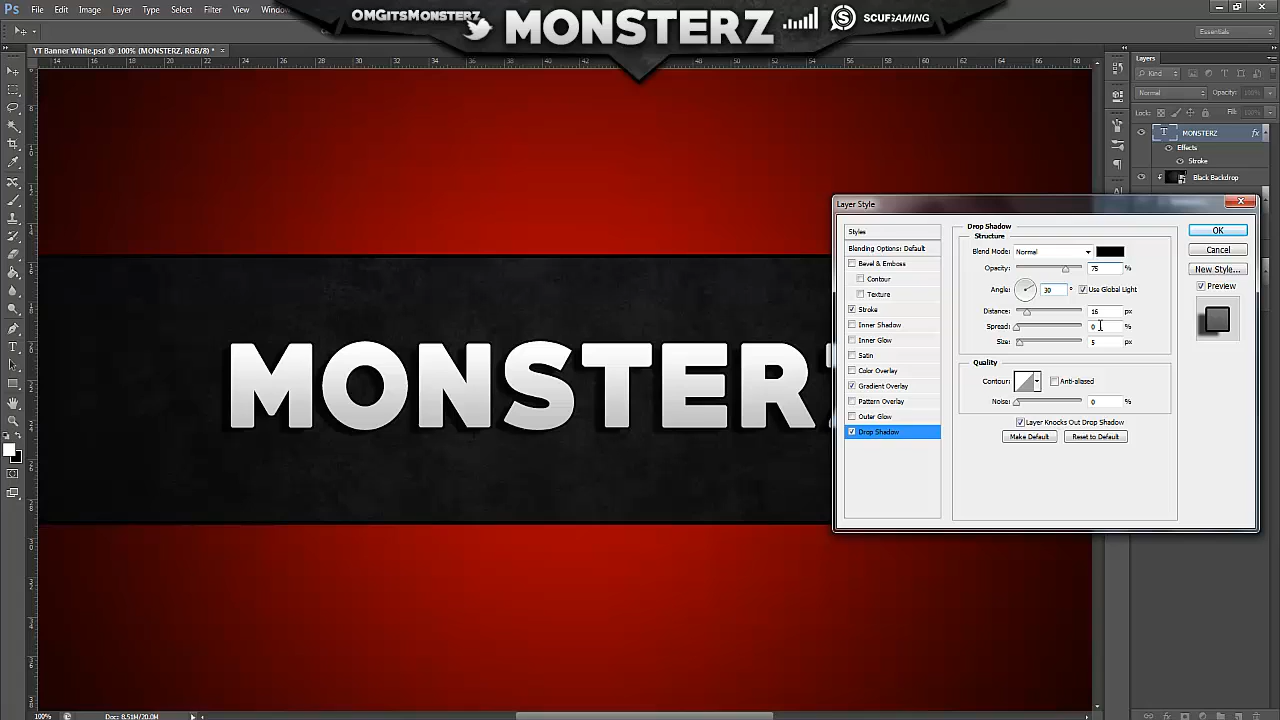 Ps File Edit Image Layer Type Select Filter View
OMGitsMonsterz MONSTERZ SCUF GAMING
Essentials
YT Banner White.psd @ 100% (MONSTERZ, RGB/8) *
Layers
Kind
Normal Opacity: 100%
Lock: Fill: 100%
T MONSTERZ fx
Effects
Stroke
Black Backdrop
MONSTER
Layer Style
Styles
Blending Options: Default
Bevel & Emboss
Contour
Texture
Stroke
Inner Shadow
Inner Glow
Satin
Color Overlay
Gradient Overlay
Pattern Overlay
Outer Glow
Drop Shadow
Drop Shadow
Structure
Blend Mode: Normal
Opacity: 75 %
Angle: 30 ° Use Global Light
Distance: 16 px
Spread: 0 %
Size: 5 px
Quality
Contour: Anti-aliased
Noise: 0 %
Layer Knocks Out Drop Shadow
Make Default Reset to Default
OK
Cancel
New Style...
Preview
100% Doc: 8.51M/20.0M